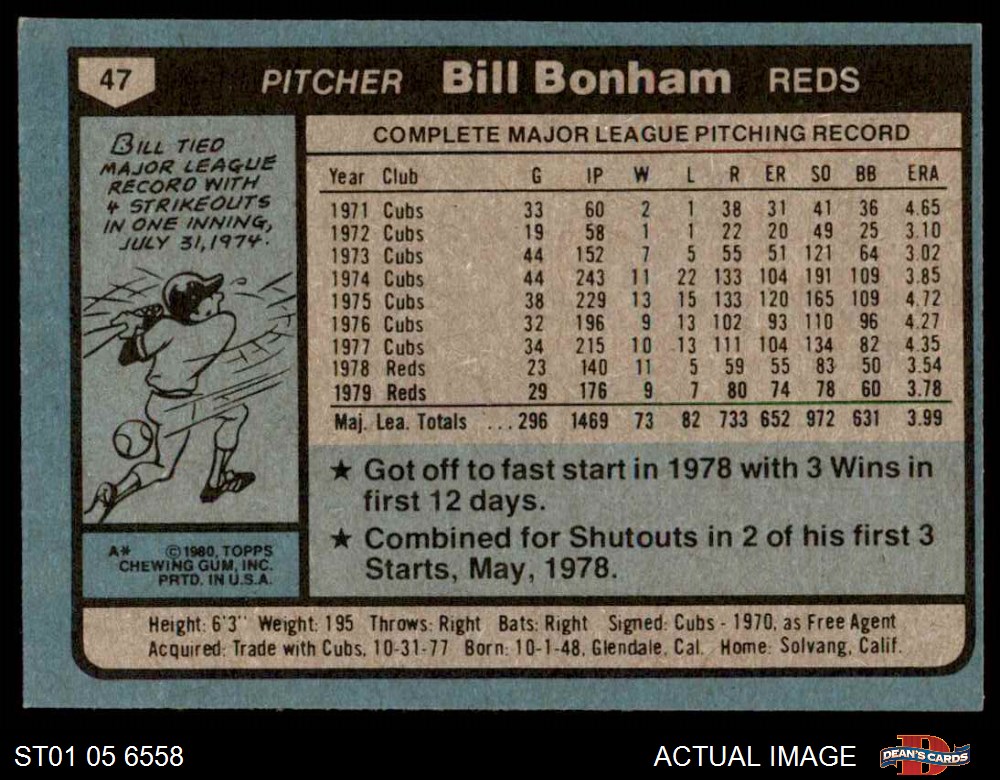 47 PITCHER Bill Bonham REDS
BILL TIED
MAJOR LEAGUE
RECORD WITH
4 STRIKEOUTS
IN ONE INNING,
JULY 31, 1974.
COMPLETE MAJOR LEAGUE PITCHING RECORD
Year Club G IP W L R ER SO BB ERA
1971 Cubs 33 60 2 1 38 31 41 36 4.65
1972 Cubs 19 58 1 1 22 20 49 25 3.10
1973 Cubs 44 152 7 5 55 51 121 64 3.02
1974 Cubs 44 243 11 22 133 104 191 109 3.85
1975 Cubs 38 229 13 15 133 120 165 109 4.72
1976 Cubs 32 196 9 13 102 93 110 96 4.27
1977 Cubs 34 215 10 13 111 104 134 82 4.35
1978 Reds 23 140 11 5 59 55 83 50 3.54
1979 Reds 29 176 9 7 80 74 78 60 3.78
Maj. Lea. Totals ...296 1469 73 82 733 652 972 631 3.99
★ Got off to fast start in 1978 with 3 Wins in
first 12 days.
★ Combined for Shutouts in 2 of his first 3
Starts, May, 1978.
A* © 1980, TOPPS
CHEWING GUM, INC.
PRTD. IN U.S.A.
Height: 6'3" Weight: 195 Throws: Right Bats: Right Signed: Cubs - 1970, as Free Agent
Acquired: Trade with Cubs, 10-31-77 Born: 10-1-48, Glendale, Cal. Home: Solvang, Calif.
ST01 05 6558 ACTUAL IMAGE DEAN'S CARDS